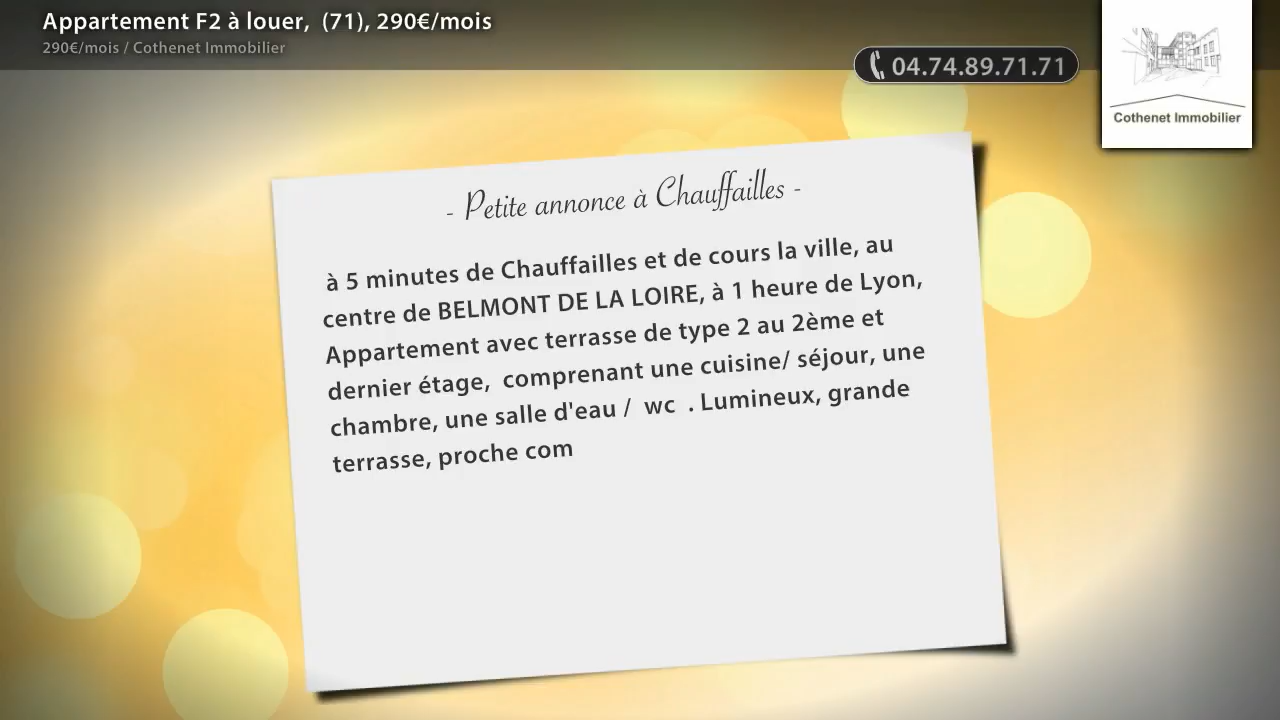 Appartement F2 à louer,  (71), 290€/mois
290€/mois / Cothenet Immobilier
04.74.89.71.71
Cothenet Immobilier
- Petite annonce à Chauffailles -
à 5 minutes de Chauffailles et de cours la ville, au
centre de BELMONT DE LA LOIRE, à 1 heure de Lyon,
Appartement avec terrasse de type 2 au 2ème et
dernier étage,  comprenant une cuisine/ séjour, une
chambre, une salle d'eau /  wc  . Lumineux, grande
terrasse, proche com